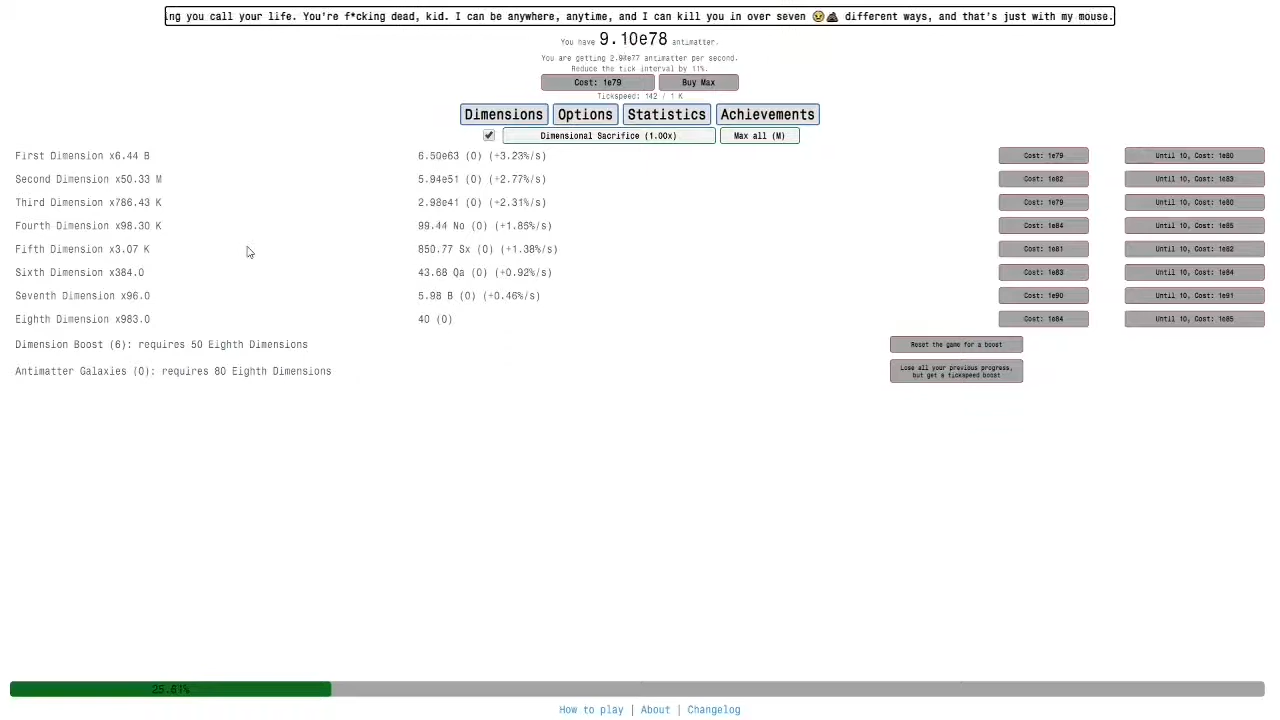 ing you call your life. You're f*cking dead, kid. I can be anywhere, anytime, and I can kill you in over seven 😢💩 different ways, and that's just with my mouse.
You have 9.10e78 antimatter.
You are getting 2.94e77 antimatter per second.
Reduce the tick interval by 11%.
Cost: 1e79 Buy Max
Tickspeed: 142 / 1 K
Dimensions Options Statistics Achievements
Dimensional Sacrifice (1.00x) Max all (M)
First Dimension x6.44 B 6.50e63 (0) (+3.23%/s) Cost: 1e79 Until 10, Cost: 1e80
Second Dimension x50.33 M 5.94e51 (0) (+2.77%/s) Cost: 1e82 Until 10, Cost: 1e83
Third Dimension x786.43 K 2.98e41 (0) (+2.31%/s) Cost: 1e79 Until 10, Cost: 1e80
Fourth Dimension x98.30 K 99.44 No (0) (+1.85%/s) Cost: 1e84 Until 10, Cost: 1e85
Fifth Dimension x3.07 K 850.77 Sx (0) (+1.38%/s) Cost: 1e81 Until 10, Cost: 1e82
Sixth Dimension x384.0 43.68 Qa (0) (+0.92%/s) Cost: 1e83 Until 10, Cost: 1e84
Seventh Dimension x96.0 5.98 B (0) (+0.46%/s) Cost: 1e90 Until 10, Cost: 1e91
Eighth Dimension x983.0 40 (0) Cost: 1e84 Until 10, Cost: 1e85
Dimension Boost (6): requires 50 Eighth Dimensions Reset the game for a boost
Antimatter Galaxies (0): requires 80 Eighth Dimensions Lose all your previous progress,
but get a tickspeed boost
How to play | About | Changelog